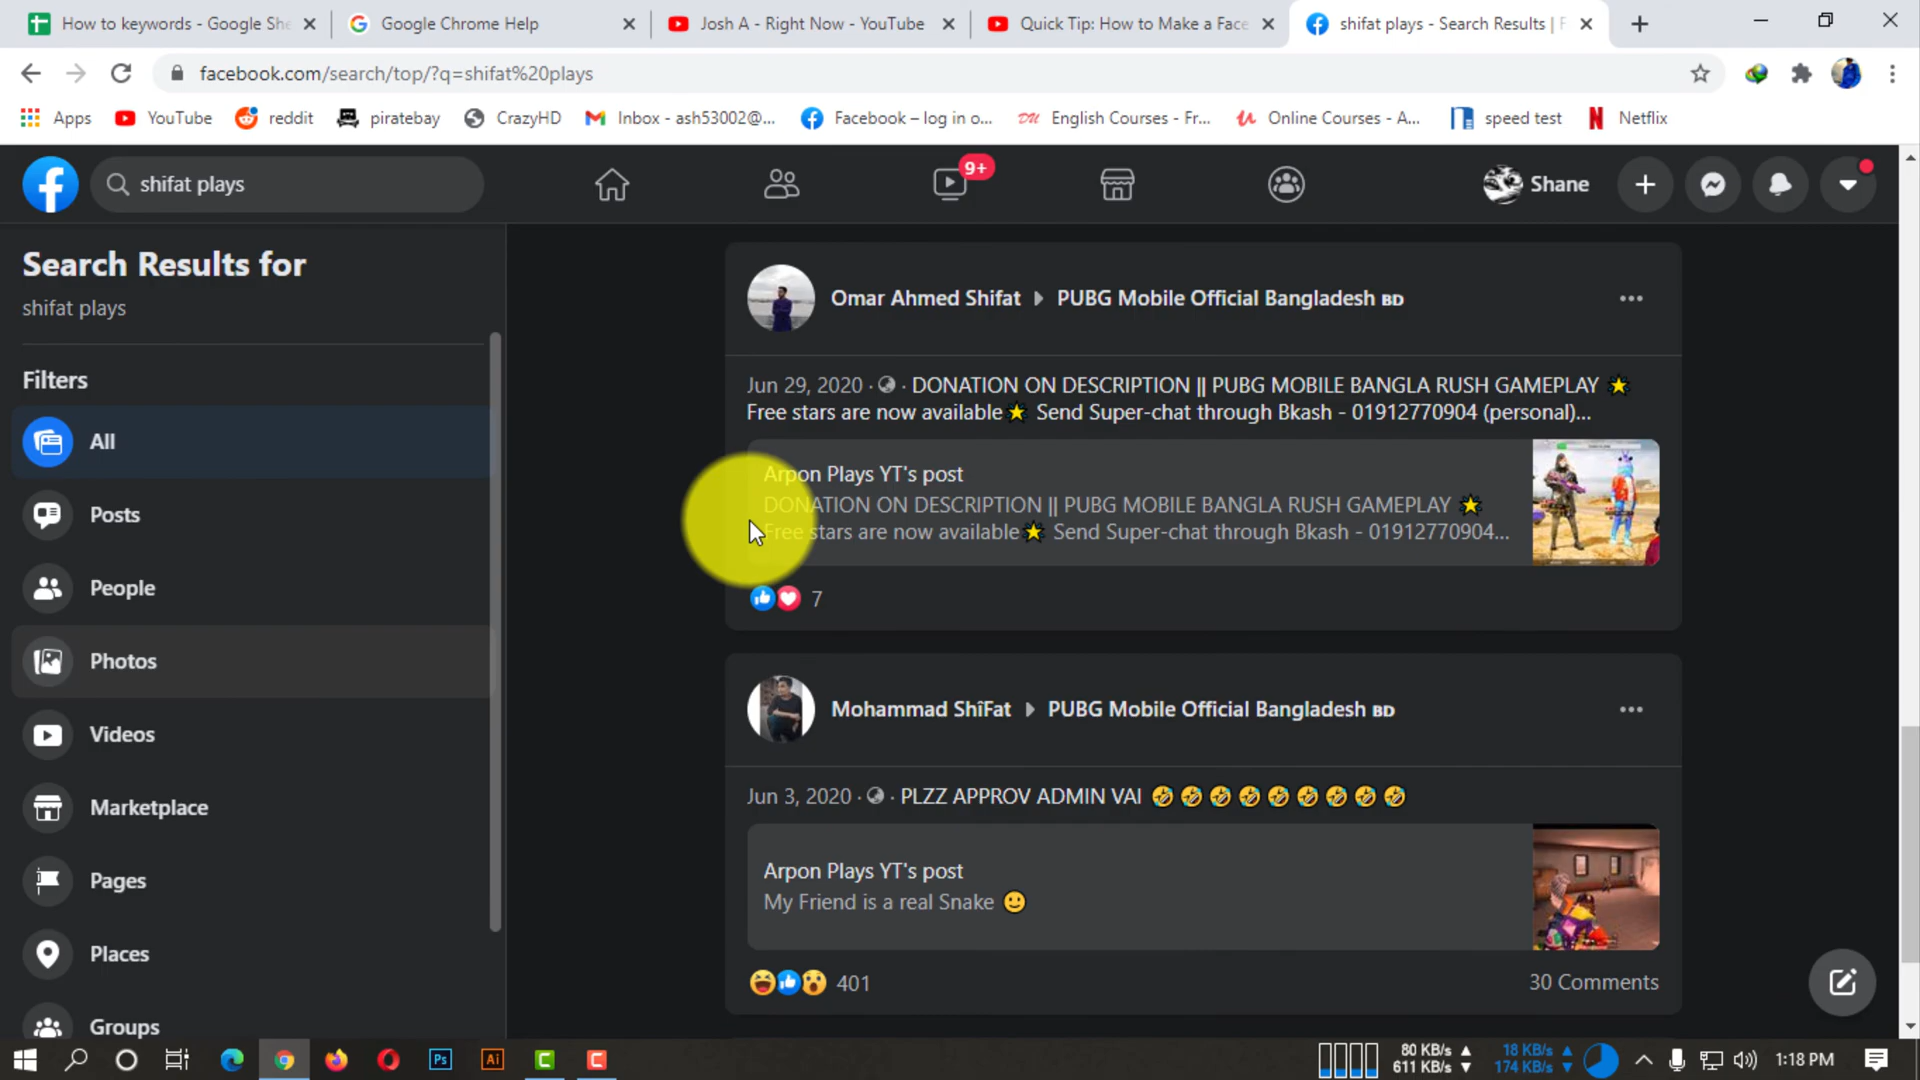 How to keywords - Google She
Google Chrome Help
Josh A - Right Now - YouTube
Quick Tip: How to Make a Face
shifat plays - Search Results | F
facebook.com/search/top/?q=shifat%20plays
Apps
YouTube
reddit
piratebay
CrazyHD
Inbox - ash53002@...
Facebook – log in o...
DU English Courses - Fr...
Online Courses - A...
speed test
Netflix
shifat plays
9+
Shane
Search Results for
shifat plays
Filters
All
Posts
People
Photos
Videos
Marketplace
Pages
Places
Groups
Omar Ahmed Shifat ▸ PUBG Mobile Official Bangladesh BD
Jun 29, 2020 · DONATION ON DESCRIPTION || PUBG MOBILE BANGLA RUSH GAMEPLAY 🌟
Free stars are now available🌟 Send Super-chat through Bkash - 01912770904 (personal)...
Arpon Plays YT's post
DONATION ON DESCRIPTION || PUBG MOBILE BANGLA RUSH GAMEPLAY 🌟
Free stars are now available🌟 Send Super-chat through Bkash - 01912770904...
7
Mohammad ShîFat ▸ PUBG Mobile Official Bangladesh BD
Jun 3, 2020 · PLZZ APPROV ADMIN VAI 🤣🤣🤣🤣🤣🤣🤣🤣🤣
Arpon Plays YT's post
My Friend is a real Snake 🙂
401
30 Comments
Ps
Ai
80 KB/s
611 KB/s
18 KB/s
174 KB/s
1:18 PM